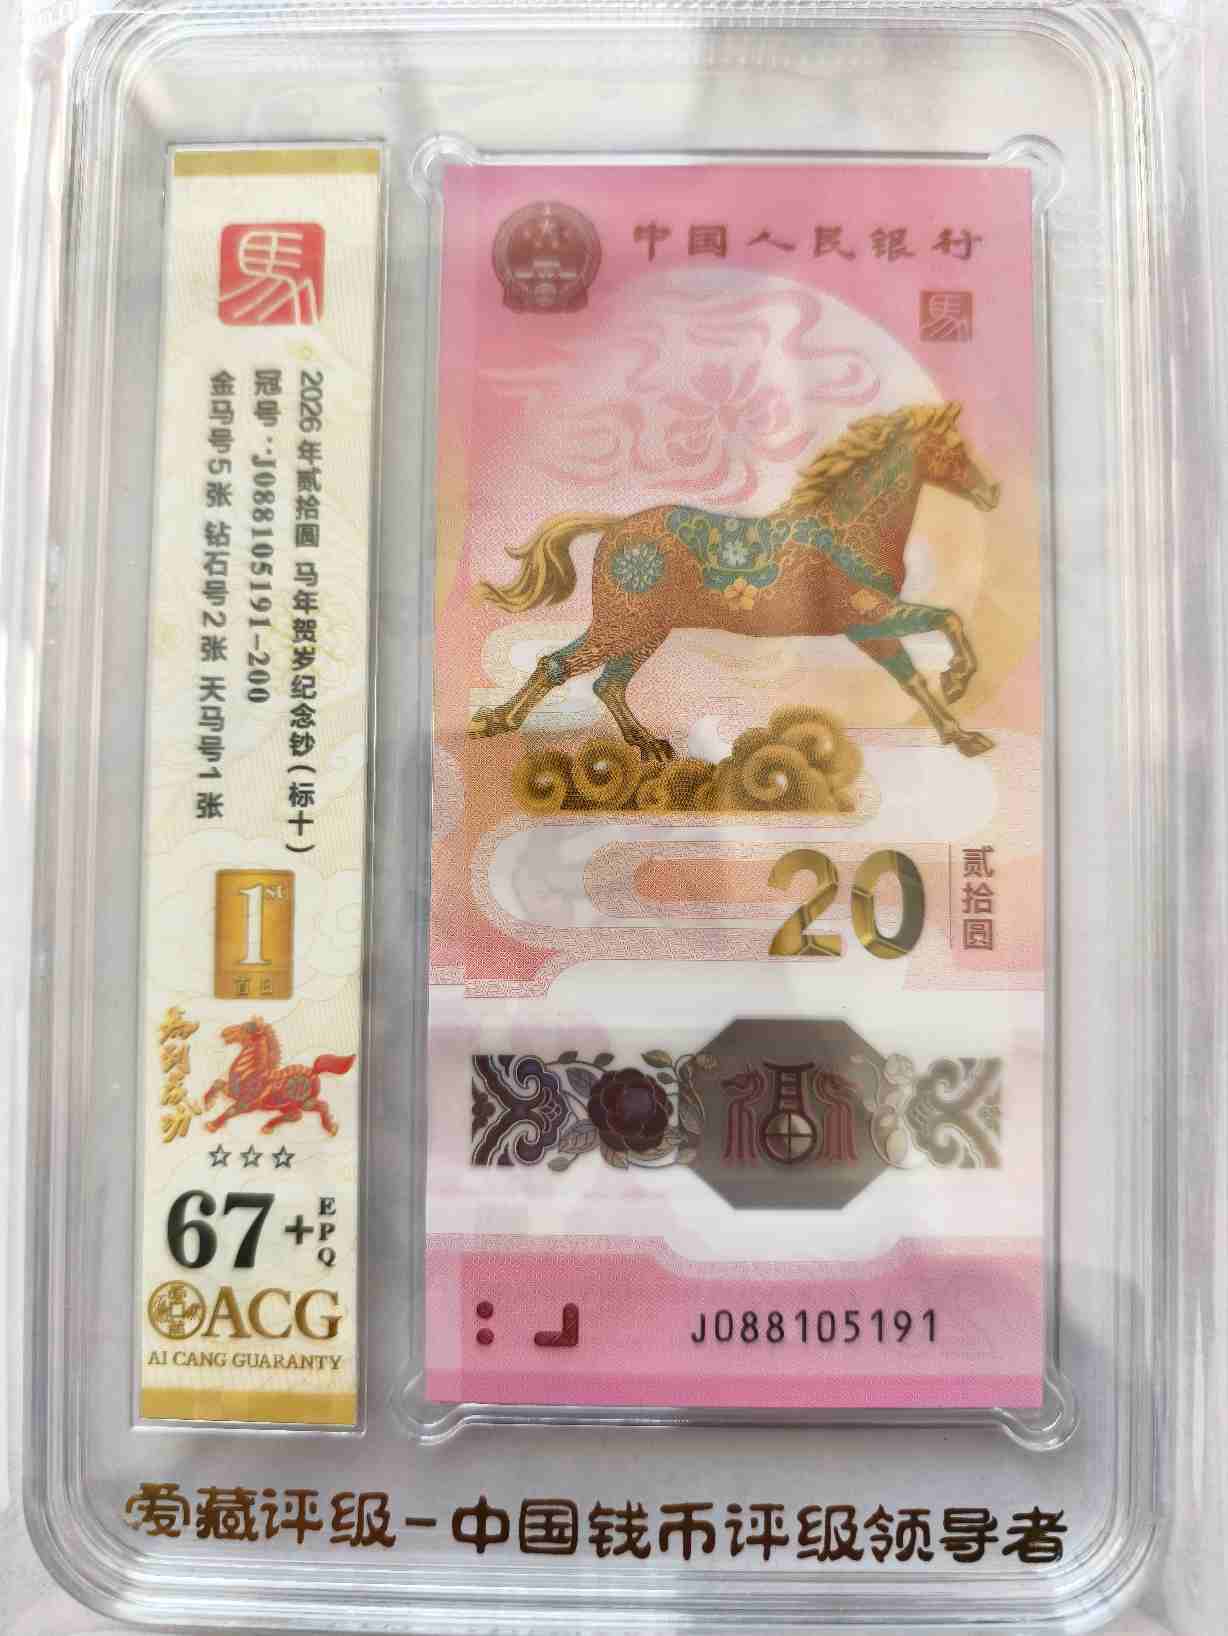 馬
2026年贰拾圆 马年贺岁纪念钞(标十)
冠号:J088105191-200
金马号5张 钻石号2张 天马号1张
1ST
首日
馬到成功
67+EPQ
ACG
AI CANG GUARANTY
中国人民银行
馬
20
贰拾圆
J088105191
爱藏评级-中国钱币评级领导者